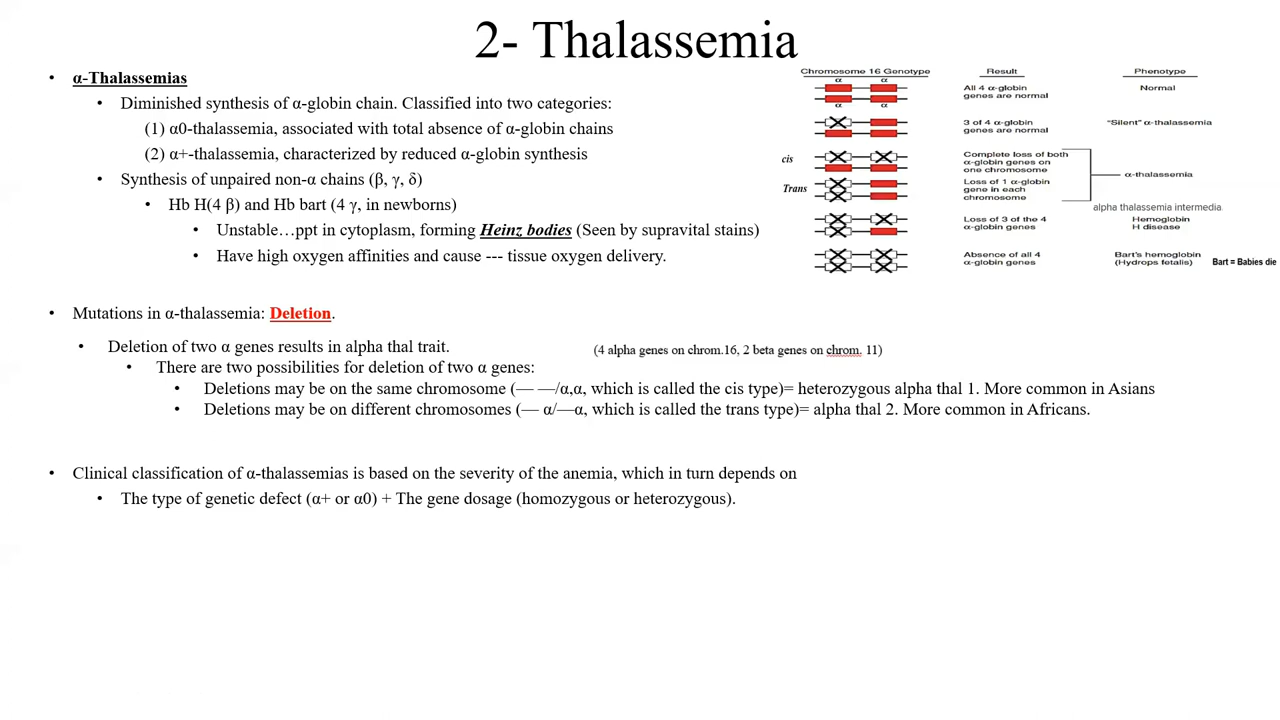 2- Thalassemia
• α-Thalassemias
• Diminished synthesis of α-globin chain. Classified into two categories:
(1) α0-thalassemia, associated with total absence of α-globin chains
(2) α+-thalassemia, characterized by reduced α-globin synthesis
• Synthesis of unpaired non-α chains (β, γ, δ)
• Hb H(4 β) and Hb bart (4 γ, in newborns)
• Unstable…ppt in cytoplasm, forming Heinz bodies (Seen by supravital stains)
• Have high oxygen affinities and cause --- tissue oxygen delivery.
Chromosome 16 Genotype Result Phenotype
α α
α α
All 4 α-globin
genes are normal
Normal
3 of 4 α-globin
genes are normal
"Silent" α-thalassemia
cis
Complete loss of both
α-globin genes on
one chromosome
Trans
Loss of 1 α-globin
gene in each
chromosome
α-thalassemia
alpha thalassemia intermedia.
Loss of 3 of the 4
α-globin genes
Hemoglobin
H disease
Absence of all 4
α-globin genes
Bart's hemoglobin
(Hydrops fetalis)
Bart = Babies die
• Mutations in α-thalassemia: Deletion.
• Deletion of two α genes results in alpha thal trait.
(4 alpha genes on chrom.16, 2 beta genes on chrom. 11)
• There are two possibilities for deletion of two α genes:
• Deletions may be on the same chromosome (— —/α,α, which is called the cis type)= heterozygous alpha thal 1. More common in Asians
• Deletions may be on different chromosomes (— α/—α, which is called the trans type)= alpha thal 2. More common in Africans.
• Clinical classification of α-thalassemias is based on the severity of the anemia, which in turn depends on
• The type of genetic defect (α+ or α0) + The gene dosage (homozygous or heterozygous).